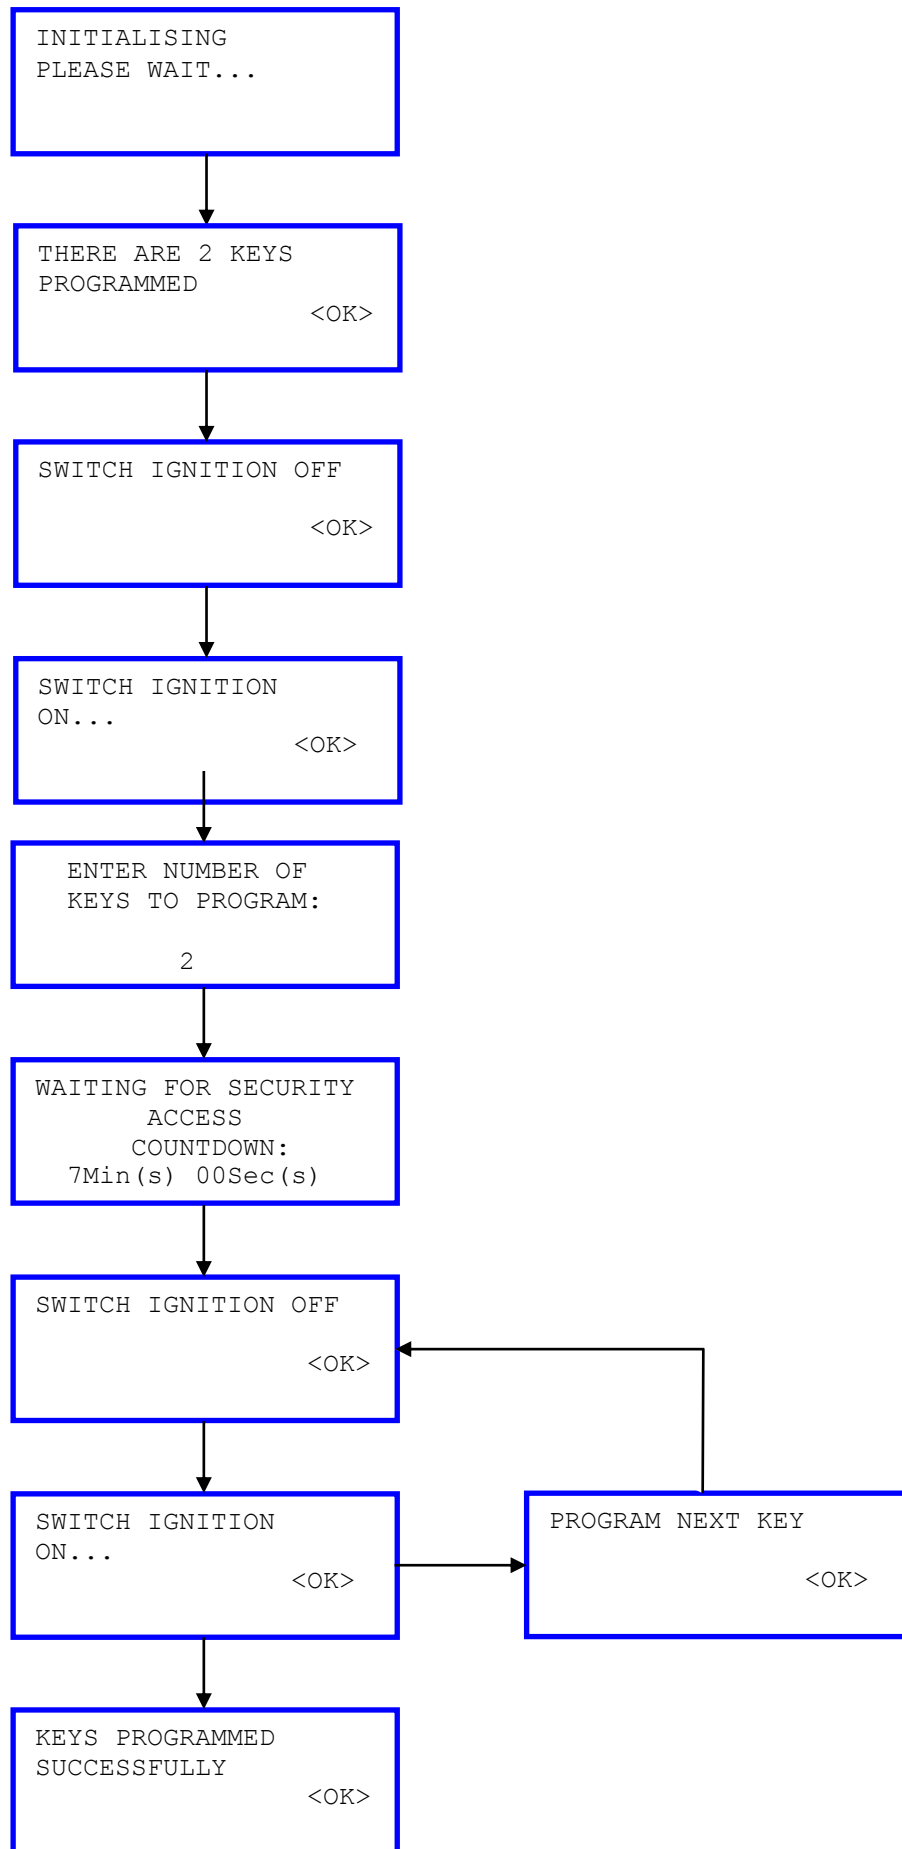 INITIALISING
PLEASE WAIT...
THERE ARE 2 KEYS
PROGRAMMED
<OK>
SWITCH IGNITION OFF
<OK>
SWITCH IGNITION
ON...
<OK>
ENTER NUMBER OF
KEYS TO PROGRAM:
2
WAITING FOR SECURITY
ACCESS
COUNTDOWN:
7Min(s) 00Sec(s)
SWITCH IGNITION OFF
<OK>
SWITCH IGNITION
ON...
<OK>
PROGRAM NEXT KEY
<OK>
KEYS PROGRAMMED
SUCCESSFULLY
<OK>